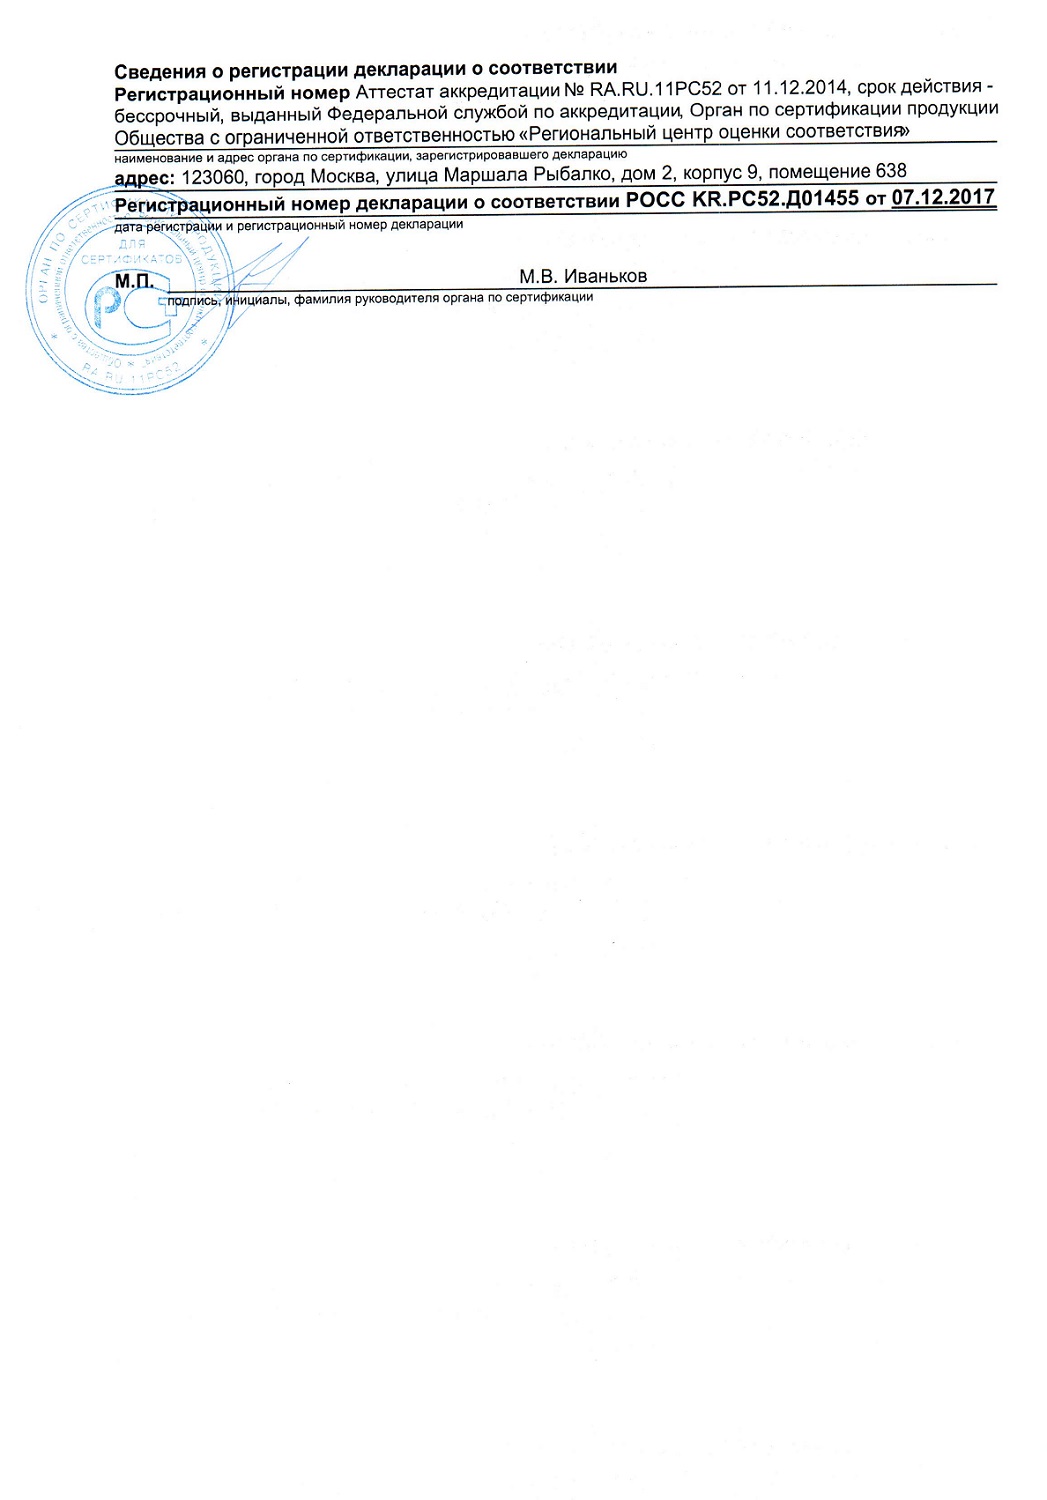 Сведения о регистрации декларации о соответствии
Регистрационный номер Аттестат аккредитации № RA.RU.11РС52 от 11.12.2014, срок действия -
бессрочный, выданный Федеральной службой по аккредитации, Орган по сертификации продукции
Общества с ограниченной ответственностью «Региональный центр оценки соответствия»
наименование и адрес органа по сертификации, зарегистрировавшего декларацию
адрес: 123060, город Москва, улица Маршала Рыбалко, дом 2, корпус 9, помещение 638
Регистрационный номер декларации о соответствии РОСС KR.РС52.Д01455 от 07.12.2017
дата регистрации и регистрационный номер декларации
М.П.
М.В. Иваньков
подпись, инициалы, фамилия руководителя органа по сертификации
ОРГАН ПО СЕРТИФИКАЦИИ ПРОДУКЦИИ
ДЛЯ
СЕРТИФИКАТОВ
РСТ
RA.RU.11РС52